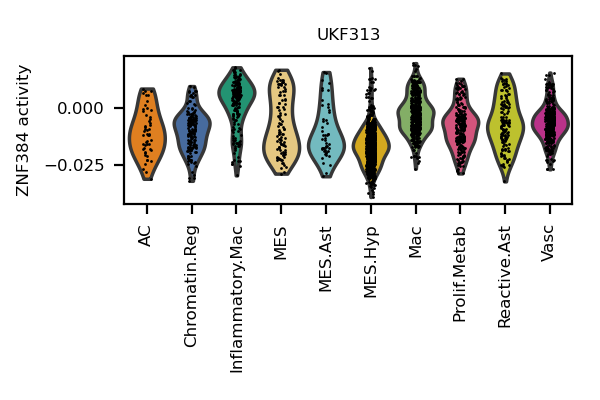 UKF313
ZNF384 activity
0.000
−0.025
AC
Chromatin.Reg
Inflammatory.Mac
MES
MES.Ast
MES.Hyp
Mac
Prolif.Metab
Reactive.Ast
Vasc